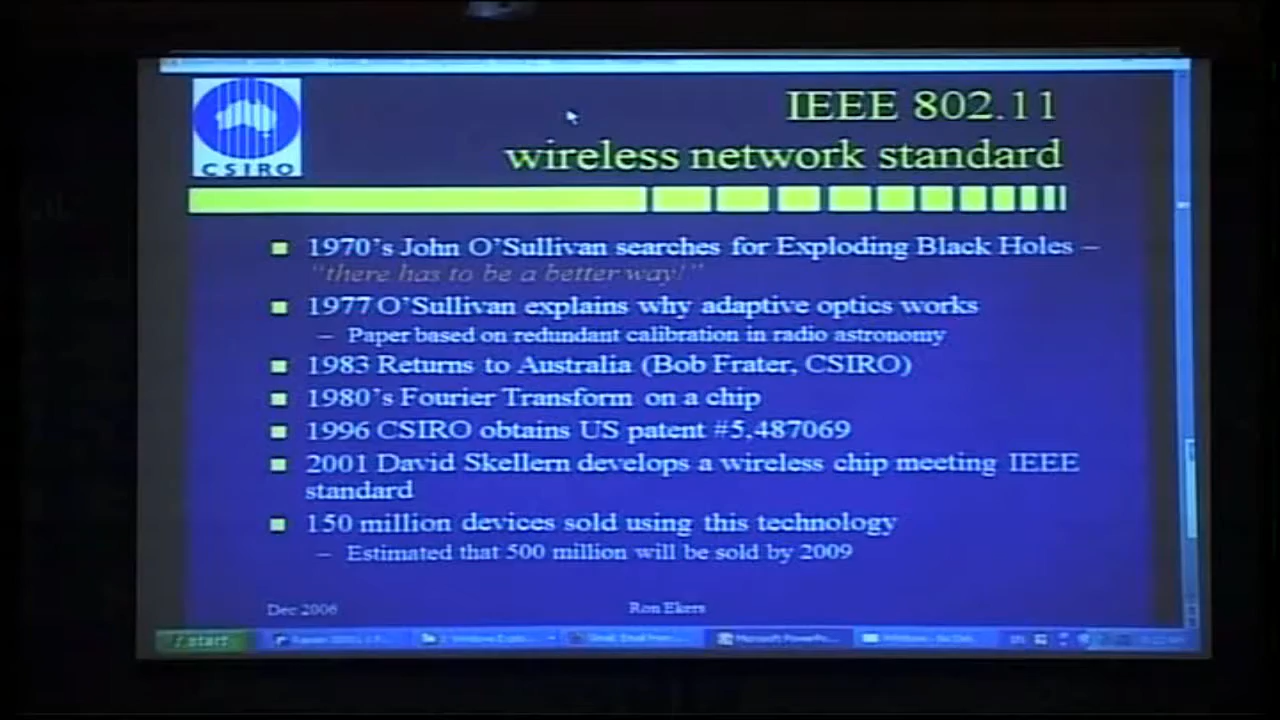 CSIRO
IEEE 802.11
wireless network standard
1970's John O'Sullivan searches for Exploding Black Holes –
"there has to be a better way!"
1977 O'Sullivan explains why adaptive optics works
– Paper based on redundant calibration in radio astronomy
1983 Returns to Australia (Bob Frater, CSIRO)
1980's Fourier Transform on a chip
1996 CSIRO obtains US patent #5,487069
2001 David Skellern develops a wireless chip meeting IEEE
standard
150 million devices sold using this technology
– Estimated that 500 million will be sold by 2009
Dec 2006 Ron Ekers
start Microsoft PowerPo...